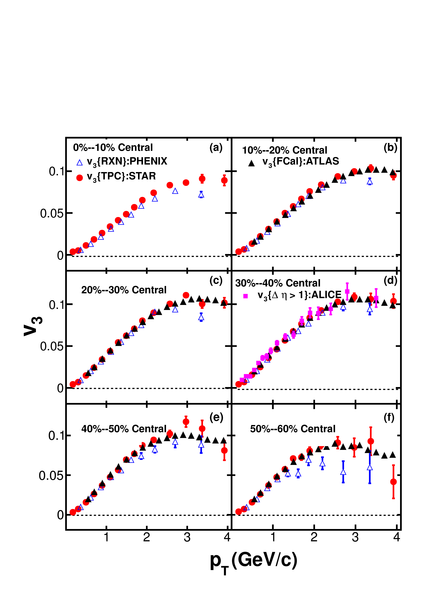 0%--10% Central (a)
v3{RXN}:PHENIX
v3{TPC}:STAR
10%--20% Central (b)
v3{FCal}:ATLAS
0.1
0.05
0
20%--30% Central (c)
30%--40% Central (d)
v3{Δ η > 1}:ALICE
0.1
0.05
0
v3
40%--50% Central (e)
50%--60% Central (f)
0.1
0.05
0
0 1 2 3 4 0 1 2 3 4
pT(GeV/c)